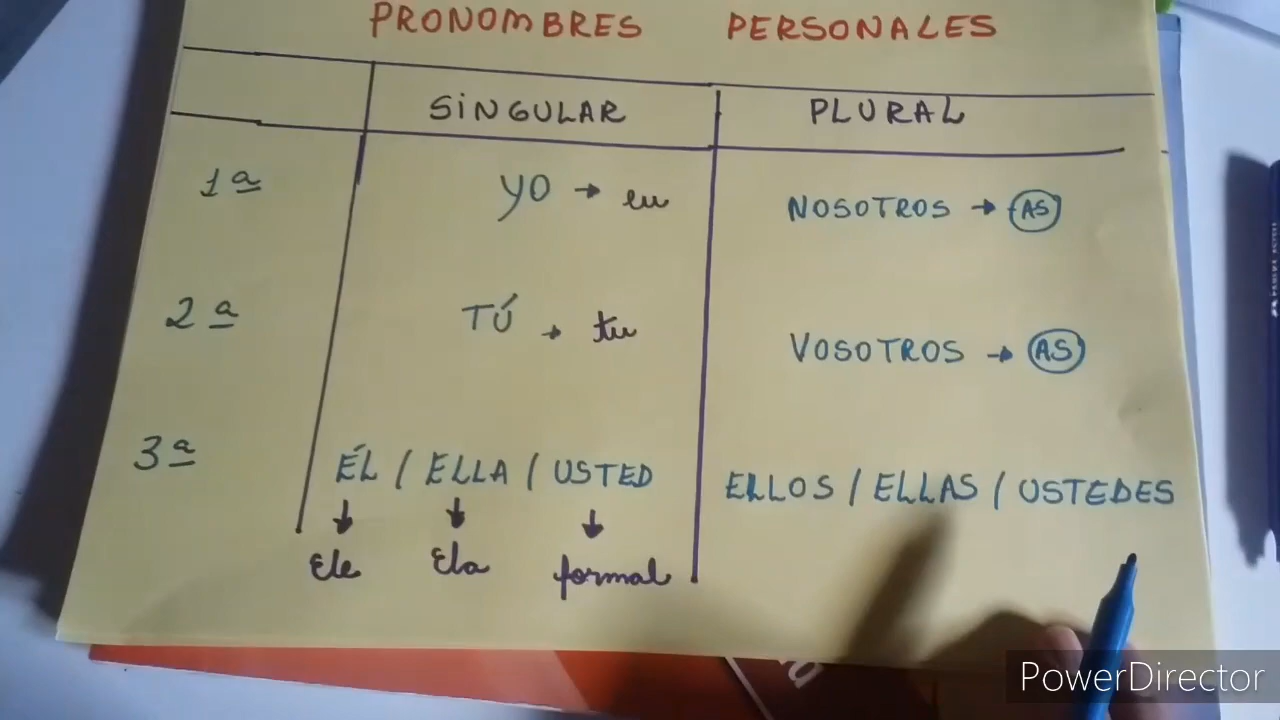 PRONOMBRES PERSONALES
SINGULAR PLURAL
1ª YO → eu NOSOTROS → AS
2ª TÚ → tu VOSOTROS → AS
3ª ÉL / ELLA / USTED ELLOS / ELLAS / USTEDES
Ele Ela formal
PowerDirector